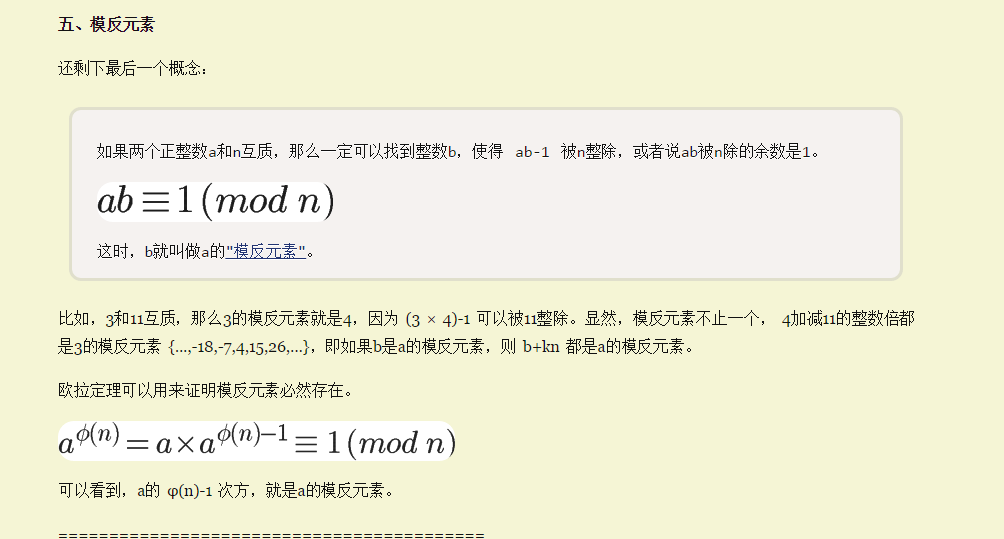 五、模反元素
还剩下最后一个概念：
如果两个正整数a和n互质，那么一定可以找到整数b，使得 ab-1 被n整除，或者说ab被n除的余数是1。
ab ≡ 1 (mod n)
这时，b就叫做a的"模反元素"。
比如，3和11互质，那么3的模反元素就是4，因为 (3 × 4)-1 可以被11整除。显然，模反元素不止一个， 4加减11的整数倍都
是3的模反元素 {...,-18,-7,4,15,26,...}，即如果b是a的模反元素，则 b+kn 都是a的模反元素。
欧拉定理可以用来证明模反元素必然存在。
a^ϕ(n) = a × a^ϕ(n)−1 ≡ 1 (mod n)
可以看到，a的 φ(n)-1 次方，就是a的模反元素。
==========================================